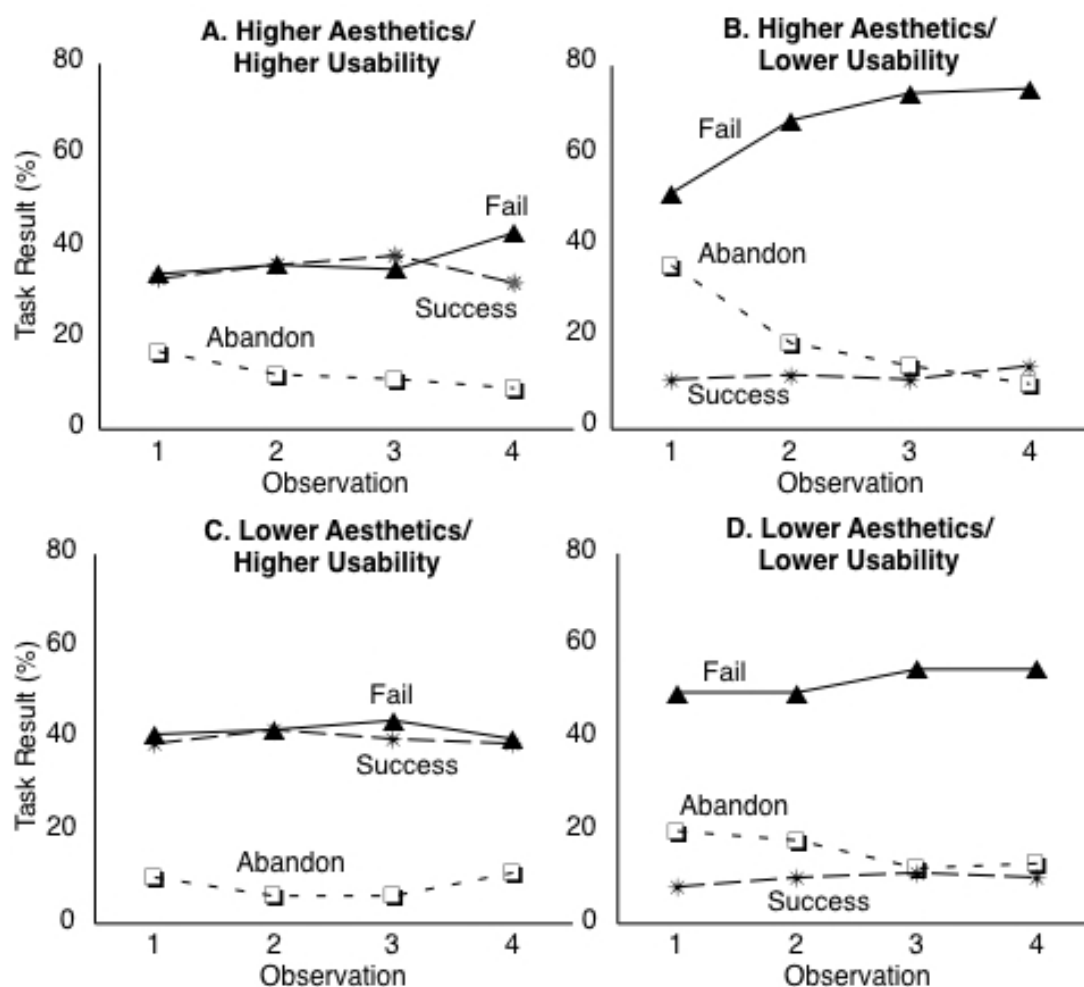 A. Higher Aesthetics/
Higher Usability
80
60
40
20
0
Task Result (%)
Fail
Success
Abandon
1 2 3 4
Observation
B. Higher Aesthetics/
Lower Usability
80
60
40
20
0
Fail
Abandon
Success
1 2 3 4
Observation
C. Lower Aesthetics/
Higher Usability
80
60
40
20
0
Task Result (%)
Fail
Success
Abandon
1 2 3 4
Observation
D. Lower Aesthetics/
Lower Usability
80
60
40
20
0
Fail
Abandon
Success
1 2 3 4
Observation